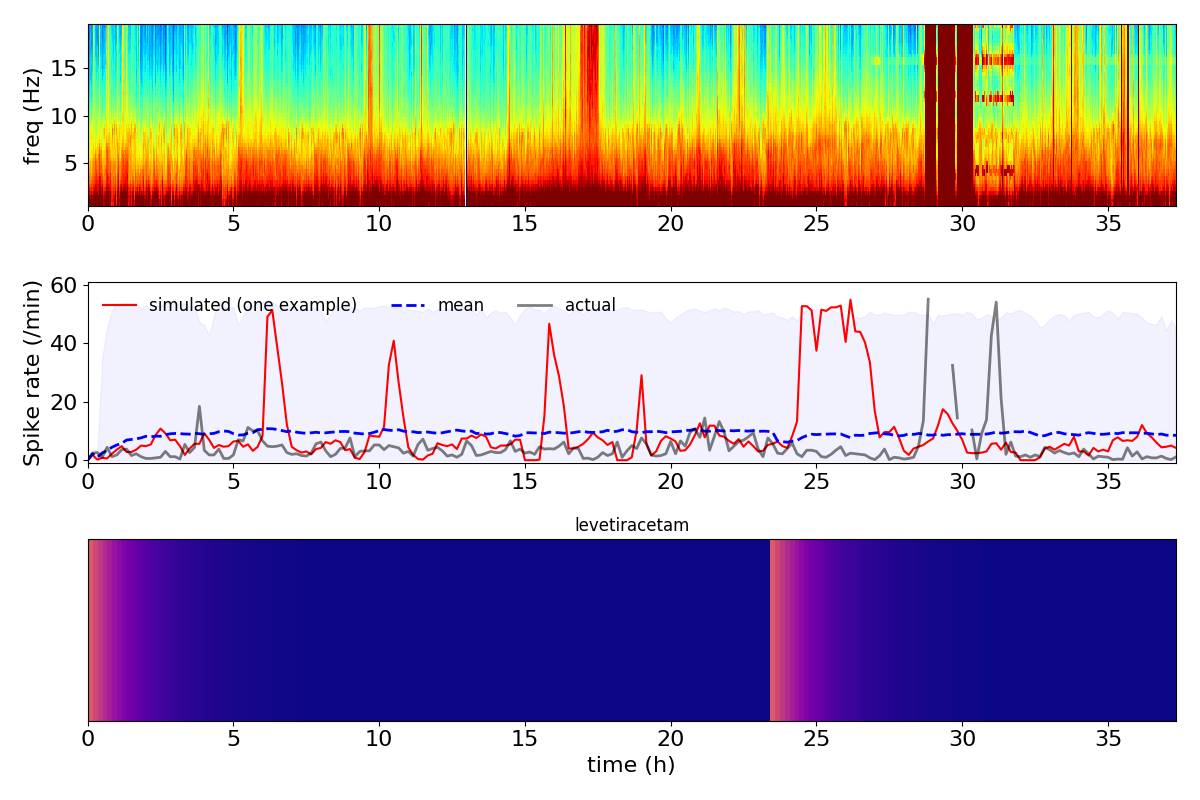 freq (Hz)
15
10
5
0 5 10 15 20 25 30 35
Spike rate (/min)
60
40
20
0
simulated (one example) mean actual
0 5 10 15 20 25 30 35
levetiracetam
0 5 10 15 20 25 30 35
time (h)